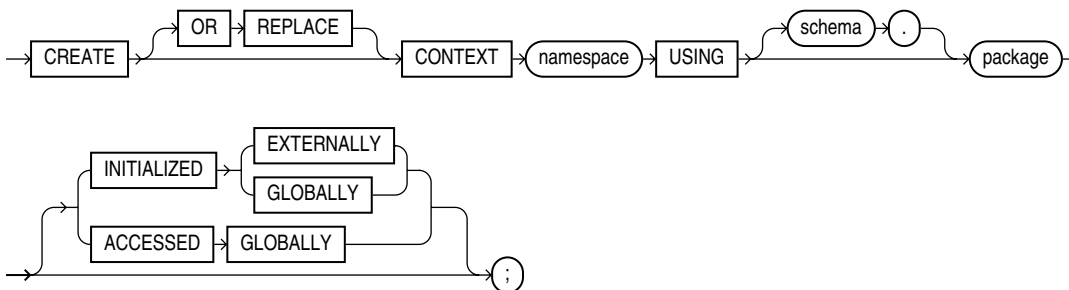 OR REPLACE schema .
CREATE CONTEXT namespace USING package
EXTERNALLY
INITIALIZED
GLOBALLY
ACCESSED GLOBALLY
;